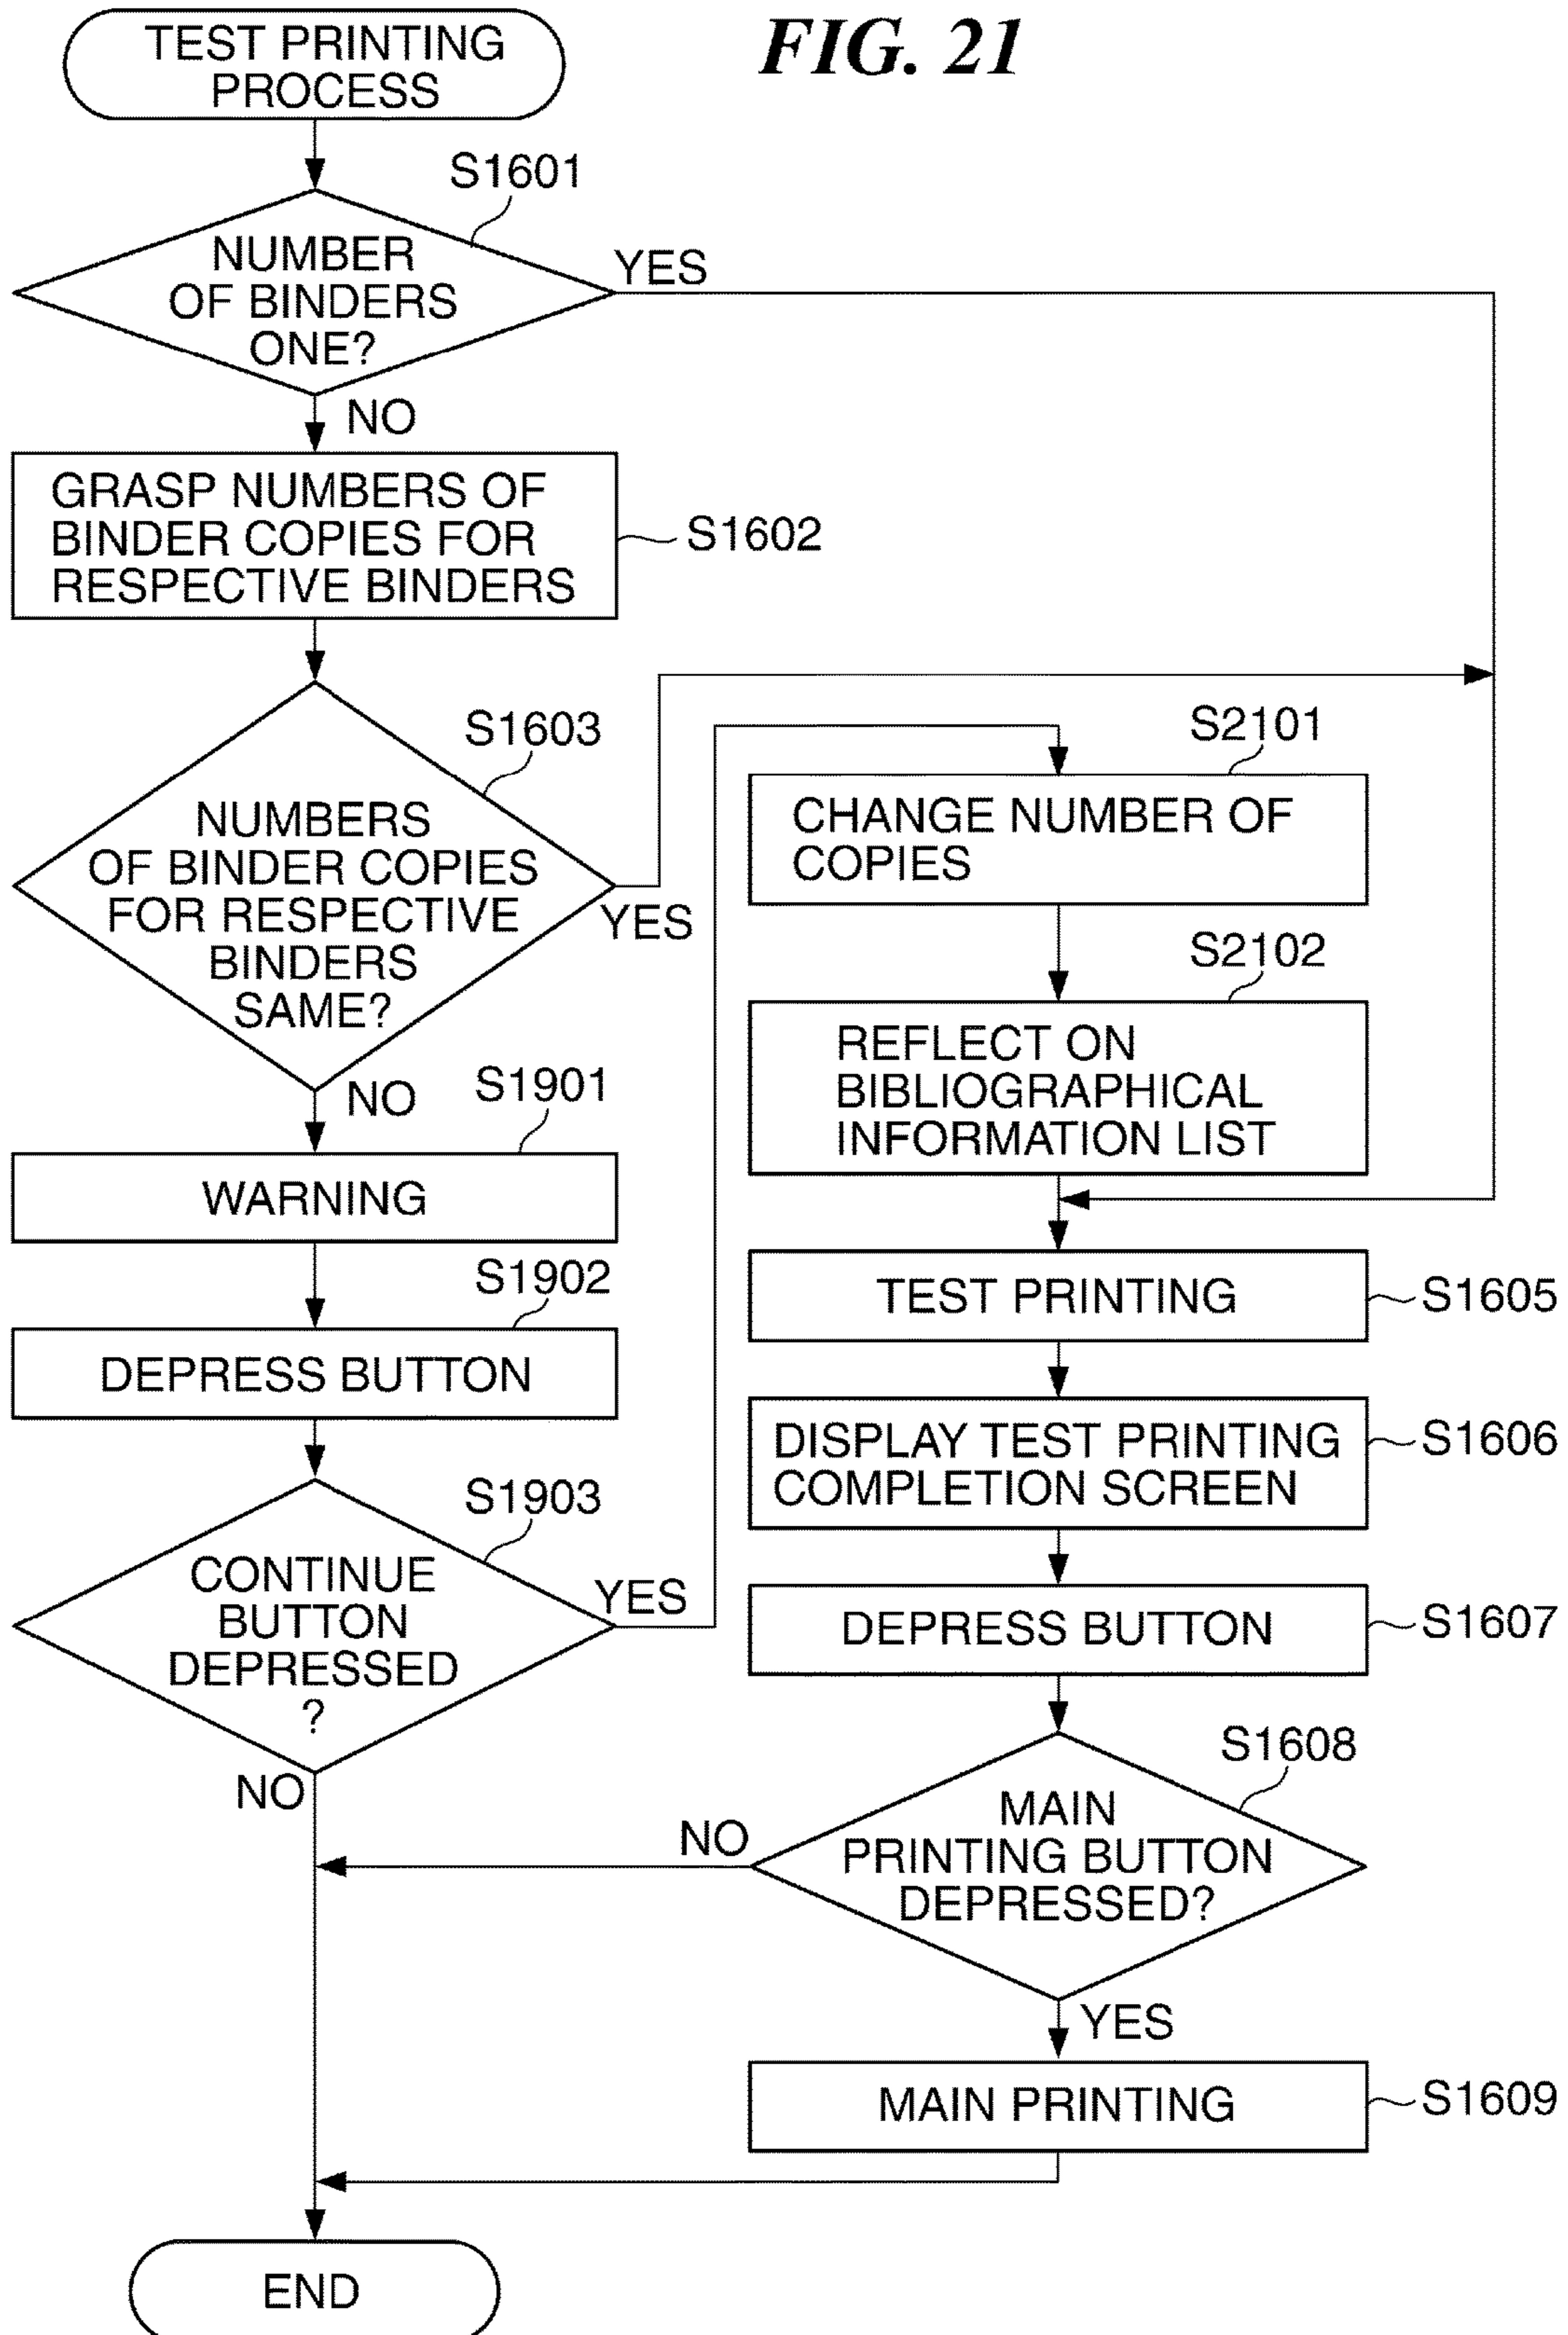 FIG. 21
TEST PRINTING
PROCESS
S1601
NUMBER
OF BINDERS
ONE?
YES
NO
GRASP NUMBERS OF
BINDER COPIES FOR
RESPECTIVE BINDERS
S1602
S1603
NUMBERS
OF BINDER COPIES
FOR RESPECTIVE
BINDERS
SAME?
YES
NO
S1901
WARNING
S1902
DEPRESS BUTTON
S1903
CONTINUE
BUTTON
DEPRESSED
?
YES
NO
S2101
CHANGE NUMBER OF
COPIES
S2102
REFLECT ON
BIBLIOGRAPHICAL
INFORMATION LIST
TEST PRINTING
S1605
DISPLAY TEST PRINTING
COMPLETION SCREEN
S1606
DEPRESS BUTTON
S1607
S1608
MAIN
PRINTING BUTTON
DEPRESSED?
NO
YES
MAIN PRINTING
S1609
END